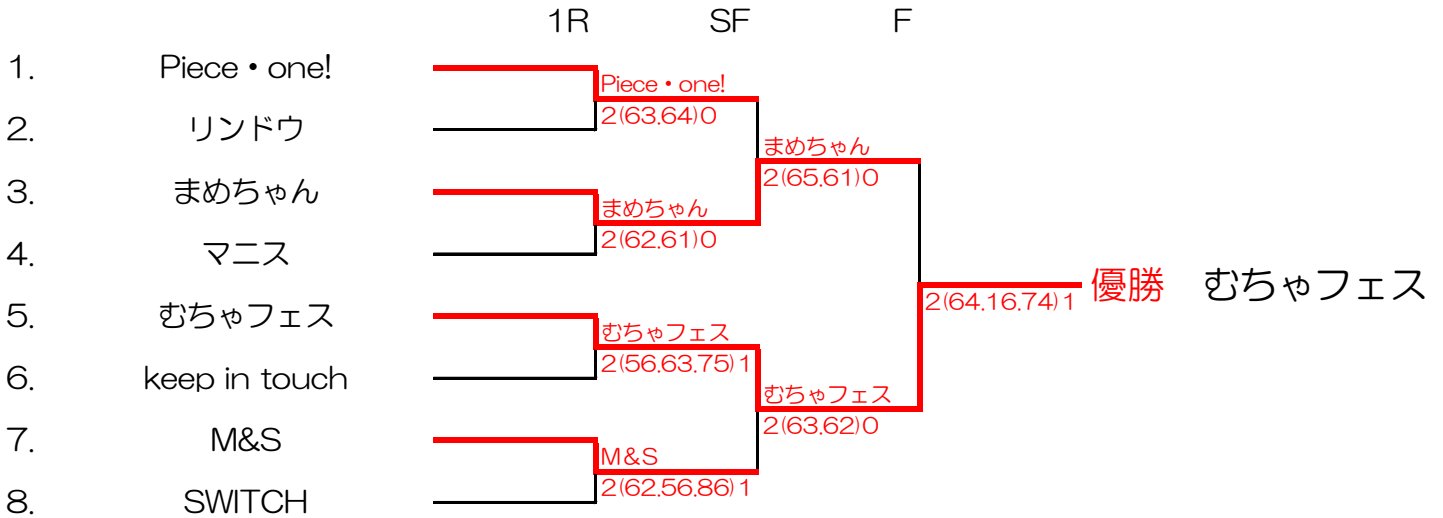 1R SF F
1. Piece・one!
Piece・one!
2(63.64)0
2. リンドウ
まめちゃん
2(65.61)0
3. まめちゃん
まめちゃん
2(62.61)0
4. マニス
優勝 むちゃフェス
2(64.16.74)1
5. むちゃフェス
むちゃフェス
2(56.63.75)1
6. keep in touch
むちゃフェス
2(63.62)0
7. M&S
M&S
2(62.56.86)1
8. SWITCH